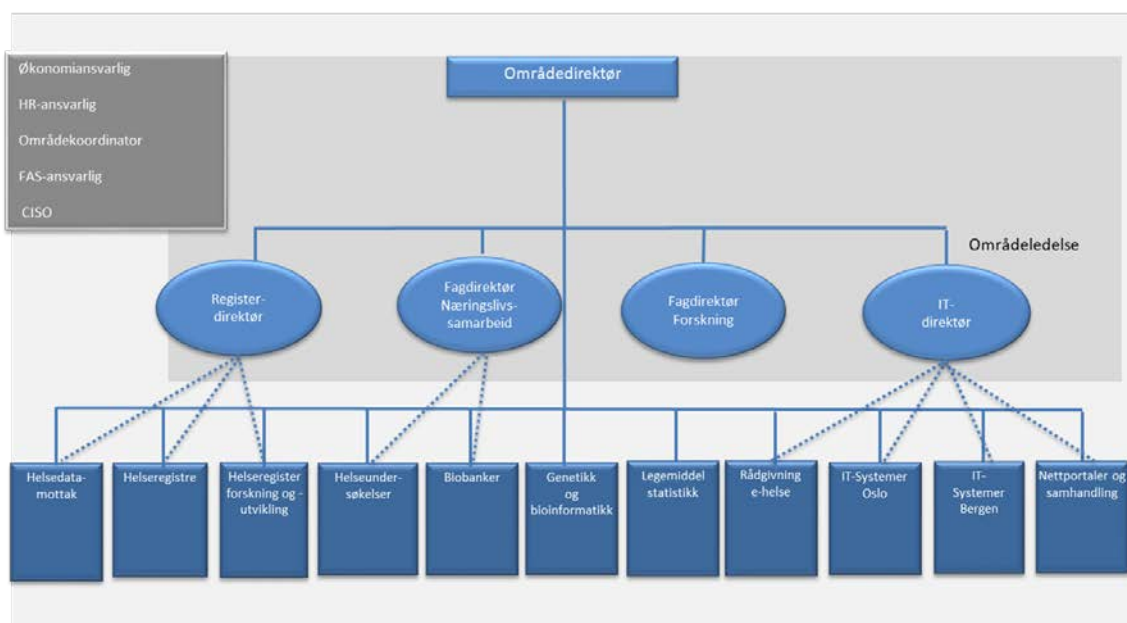 Økonomiansvarlig
HR-ansvarlig
Områdekoordinator
FAS-ansvarlig
CISO
Områdedirektør
Områdeledelse
Register-
direktør
Fagdirektør
Næringslivs-
samarbeid
Fagdirektør
Forskning
IT-
direktør
Helsedata-
mottak
Helseregistre
Helseregister
forskning og -
utvikling
Helseunder-
søkelser
Biobanker
Genetikk
og
bioinformatikk
Legemiddel
statistikk
Rådgivning
e-helse
IT-Systemer
Oslo
IT-
Systemer
Bergen
Nettportaler og
samhandling